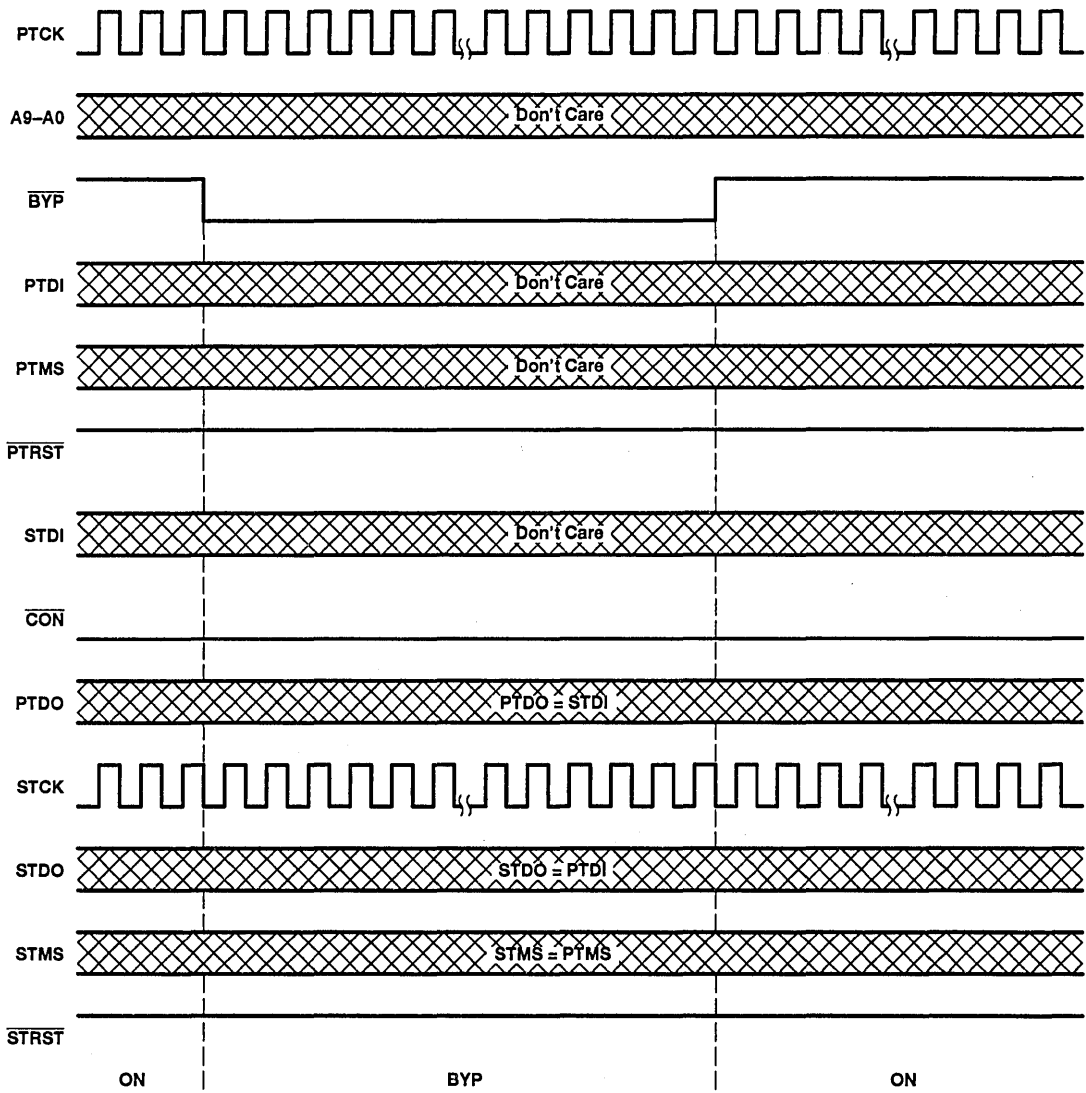 PTCK
A9–A0
Don't Care
BYP
PTDI
Don't Care
PTMS
Don't Care
PTRST
STDI
Don't Care
CON
PTDO
PTDO = STDI
STCK
STDO
STDO = PTDI
STMS
STMS = PTMS
STRST
ON
BYP
ON